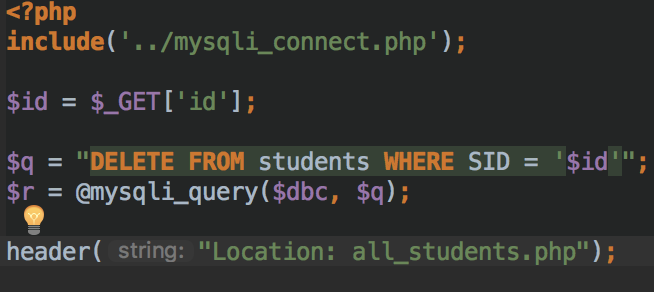 <?php
include('../mysqli_connect.php');
$id = $_GET['id'];
$q = "DELETE FROM students WHERE SID = '$id'";
$r = @mysqli_query($dbc, $q);
header( string: "Location: all_students.php");